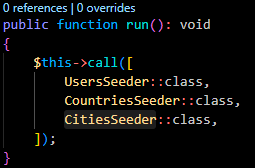 0 references | 0 overrides
public function run(): void
{
    $this->call([
        UsersSeeder::class,
        CountriesSeeder::class,
        CitiesSeeder::class,
    ]);
}